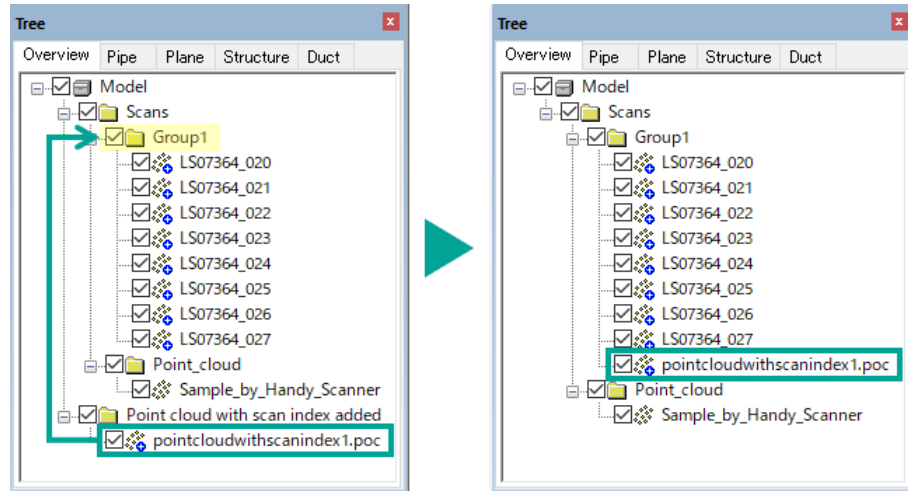 Tree
Overview Pipe Plane Structure Duct
Model
Scans
Group1
LS07364_020
LS07364_021
LS07364_022
LS07364_023
LS07364_024
LS07364_025
LS07364_026
LS07364_027
Point_cloud
Sample_by_Handy_Scanner
Point cloud with scan index added
pointcloudwithscanindex1.poc
Tree
Overview Pipe Plane Structure Duct
Model
Scans
Group1
LS07364_020
LS07364_021
LS07364_022
LS07364_023
LS07364_024
LS07364_025
LS07364_026
LS07364_027
pointcloudwithscanindex1.poc
Point_cloud
Sample_by_Handy_Scanner